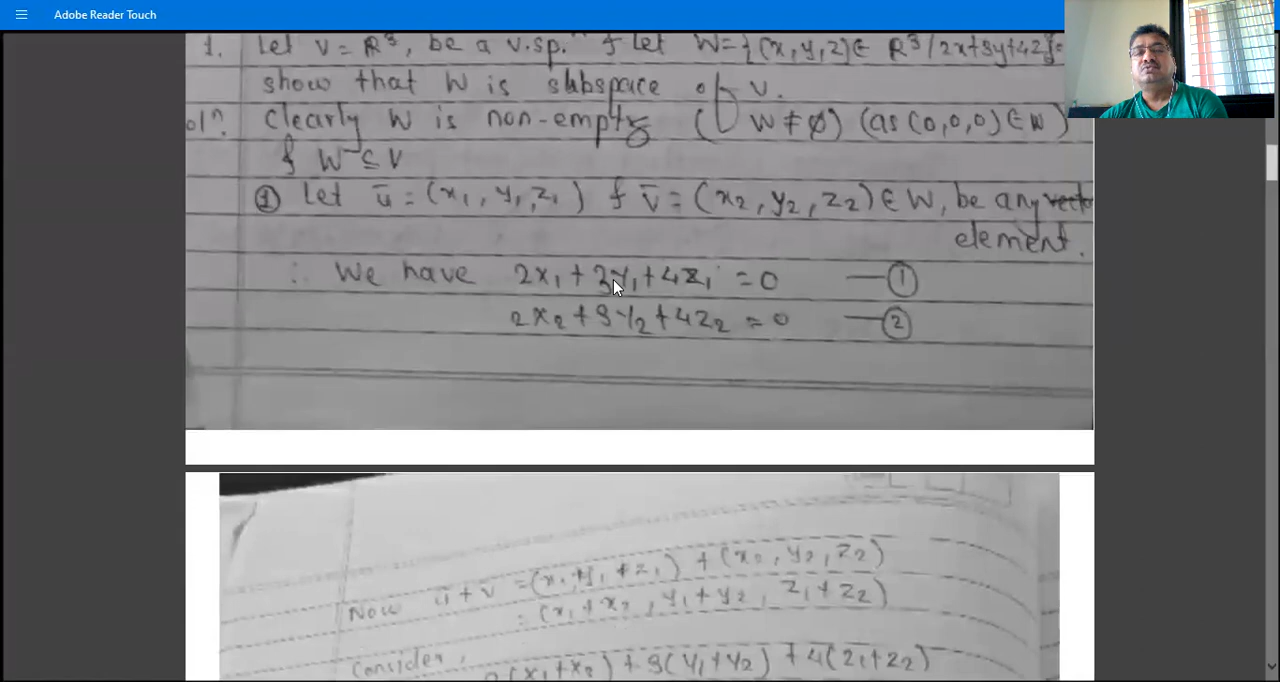 Adobe Reader Touch
1. Let V = R³, be a v.sp. & let W = {(x,y,z) ∈ R³ / 2x+3y+4z}=
show that W is subspace of V.
ol? Clearly W is non-empty (W ≠ ∅) (as (0,0,0) ∈ W)
& W ⊆ V
① Let ū = (x₁, y₁, z₁) & v̄ = (x₂, y₂, z₂) ∈ W, be any vector
element.
∴ We have 2x₁ + 3y₁ + 4z₁ = 0 — ①
2x₂ + 3y₂ + 4z₂ = 0 — ②
Now ū + v̄ = (x₁ + y₁ + z₁) + (x₂, y₂, z₂)
= (x₁ + x₂, y₁ + y₂, z₁ + z₂)
Consider,
2(x₁+x₂) + 3(y₁+y₂) + 4(z₁+z₂)